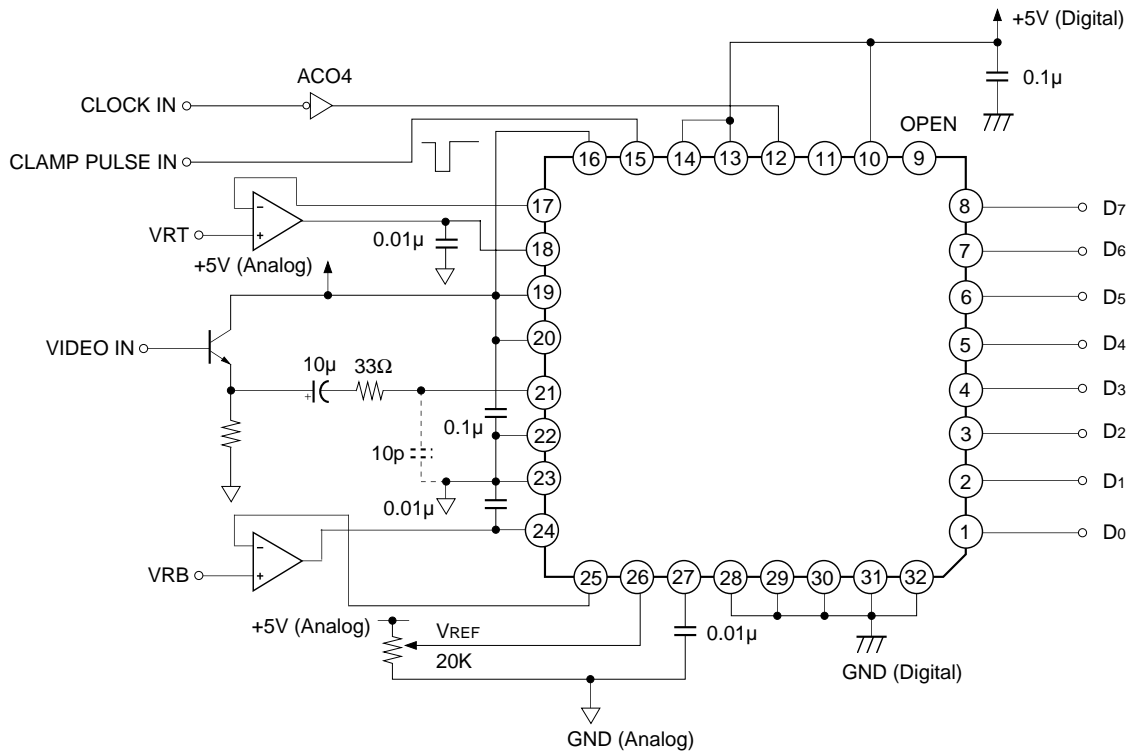 +5V (Digital)
0.1µ
ACO4
CLOCK IN
OPEN
CLAMP PULSE IN
16 15 14 13 12 11 10 9
17
8
D7
VRT
0.01µ
18
7
D6
+5V (Analog)
19
6
D5
VIDEO IN
20
5
D4
10µ
33Ω
21
4
D3
0.1µ
22
3
D2
10p
23
2
D1
0.01µ
24
1
D0
VRB
25 26 27 28 29 30 31 32
+5V (Analog)
VREF
20K
0.01µ
GND (Digital)
GND (Analog)